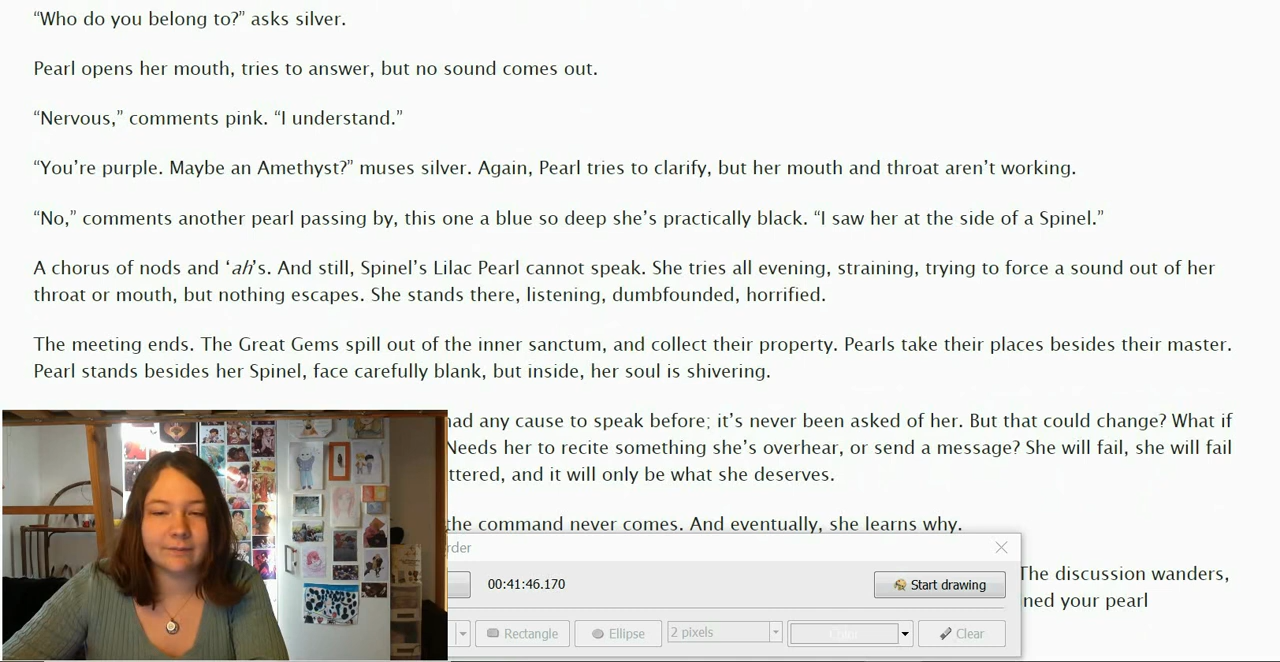 “Who do you belong to?” asks silver.
Pearl opens her mouth, tries to answer, but no sound comes out.
“Nervous,” comments pink. “I understand.”
“You’re purple. Maybe an Amethyst?” muses silver. Again, Pearl tries to clarify, but her mouth and throat aren’t working.
“No,” comments another pearl passing by, this one a blue so deep she’s practically black. “I saw her at the side of a Spinel.”
A chorus of nods and ‘ah’s. And still, Spinel’s Lilac Pearl cannot speak. She tries all evening, straining, trying to force a sound out of her
throat or mouth, but nothing escapes. She stands there, listening, dumbfounded, horrified.
The meeting ends. The Great Gems spill out of the inner sanctum, and collect their property. Pearls take their places besides their master.
Pearl stands besides her Spinel, face carefully blank, but inside, her soul is shivering.
had any cause to speak before; it’s never been asked of her. But that could change? What if
Needs her to recite something she’s overhear, or send a message? She will fail, she will fail
ttered, and it will only be what she deserves.
the command never comes. And eventually, she learns why.
rder
00:41:46.170
Start drawing
The discussion wanders,
ned your pearl
Rectangle
Ellipse
2 pixels
Color
Clear